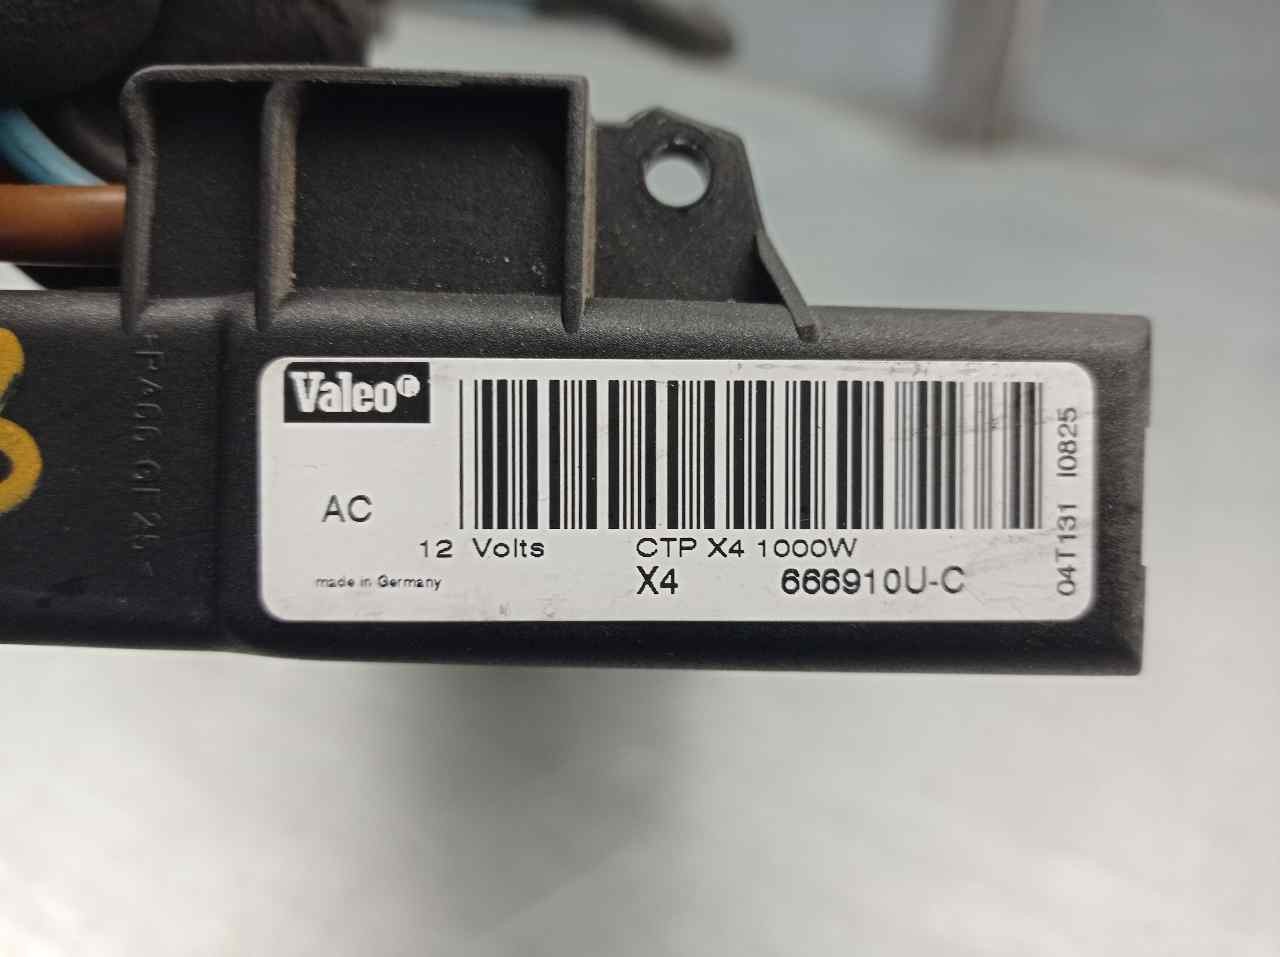 Valeo®
AC
12 Volts
CTP X4 1000W
made in Germany
X4
666910U-C
04T131 I0825